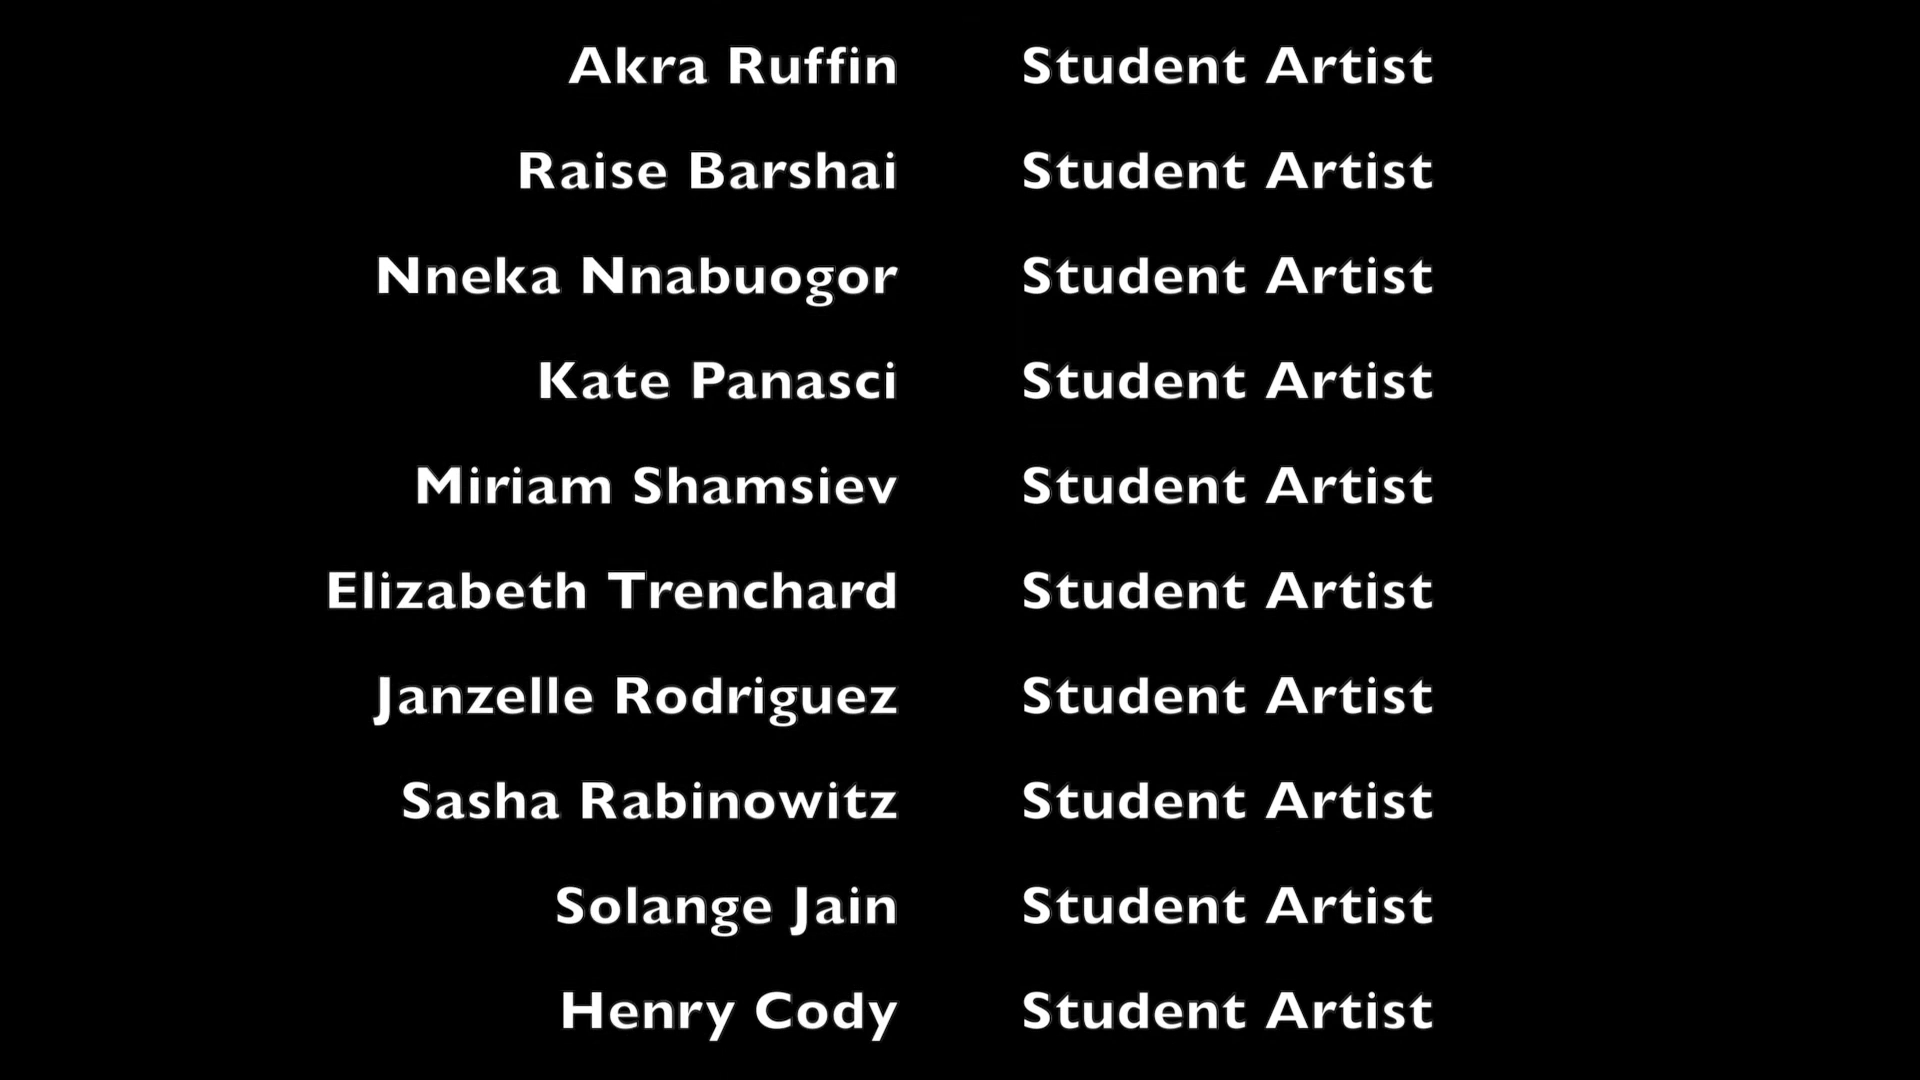 Akra Ruffin Student Artist
Raise Barshai Student Artist
Nneka Nnabuogor Student Artist
Kate Panasci Student Artist
Miriam Shamsiev Student Artist
Elizabeth Trenchard Student Artist
Janzelle Rodriguez Student Artist
Sasha Rabinowitz Student Artist
Solange Jain Student Artist
Henry Cody Student Artist